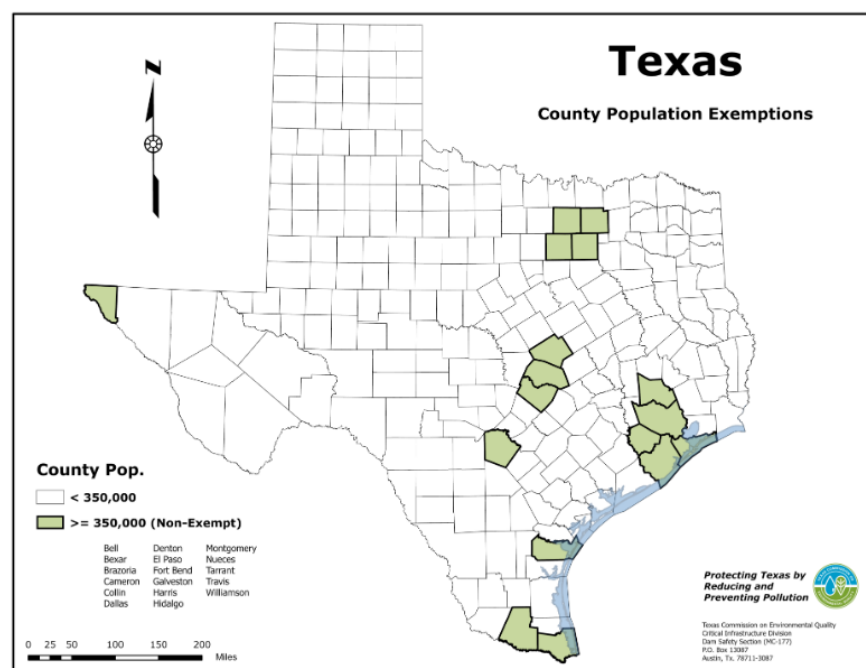 Texas
County Population Exemptions
N
County Pop.
< 350,000
>= 350,000 (Non-Exempt)
Bell Denton Montgomery
Bexar El Paso Nueces
Brazoria Fort Bend Tarrant
Cameron Galveston Travis
Collin Harris Williamson
Dallas Hidalgo
0 25 50 100 150 200
Miles
Protecting Texas by
Reducing and
Preventing Pollution
Texas Commission on Environmental Quality
Critical Infrastructure Division
Dam Safety Section (MC-177)
P.O. Box 13087
Austin, Tx. 78711-3087